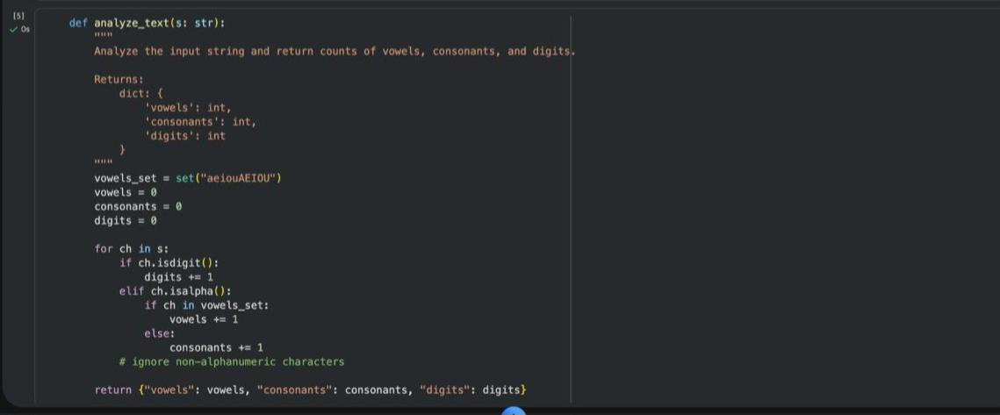 [5]
✓ 0s
def analyze_text(s: str):
"""
Analyze the input string and return counts of vowels, consonants, and digits.
Returns:
dict: {
'vowels': int,
'consonants': int,
'digits': int
}
"""
vowels_set = set("aeiouAEIOU")
vowels = 0
consonants = 0
digits = 0
for ch in s:
if ch.isdigit():
digits += 1
elif ch.isalpha():
if ch in vowels_set:
vowels += 1
else:
consonants += 1
# ignore non-alphanumeric characters
return {"vowels": vowels, "consonants": consonants, "digits": digits}